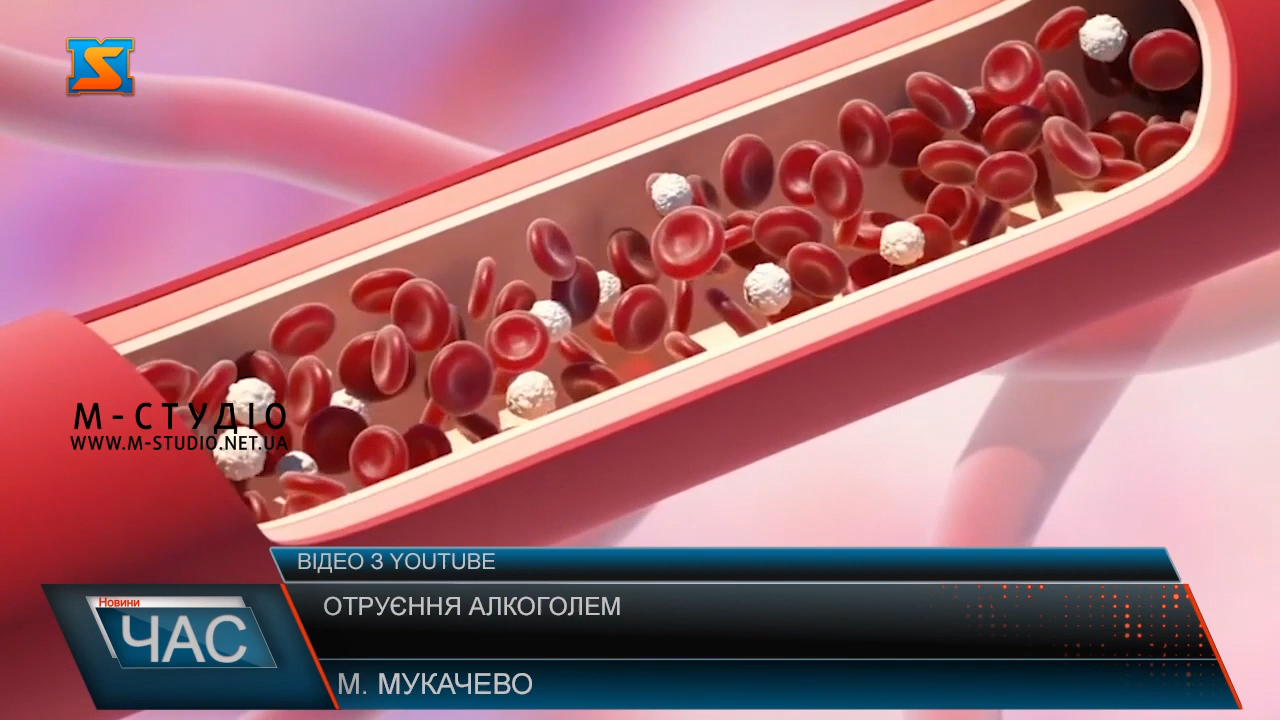 М-СТУДІО
WWW.M-STUDIO.NET.UA
ВІДЕО З YOUTUBE
ОТРУЄННЯ АЛКОГОЛЕМ
Новини
ЧАС
М. МУКАЧЕВО